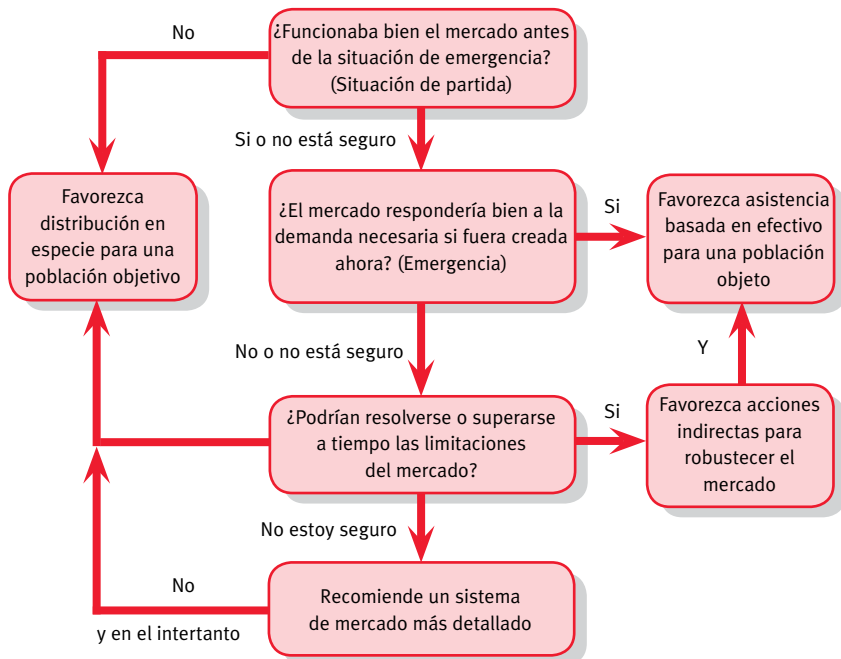 No
¿Funcionaba bien el mercado antes
de la situación de emergencia?
(Situación de partida)
Si o no está seguro
Favorezca
distribución en
especie para una
población objetivo
¿El mercado respondería bien a la
demanda necesaria si fuera creada
ahora? (Emergencia)
Si
Favorezca asistencia
basada en efectivo
para una población
objeto
No o no está seguro
Y
¿Podrían resolverse o superarse
a tiempo las limitaciones
del mercado?
Si
Favorezca acciones
indirectas para
robustecer el
mercado
No estoy seguro
No
y en el intertanto
Recomiende un sistema
de mercado más detallado